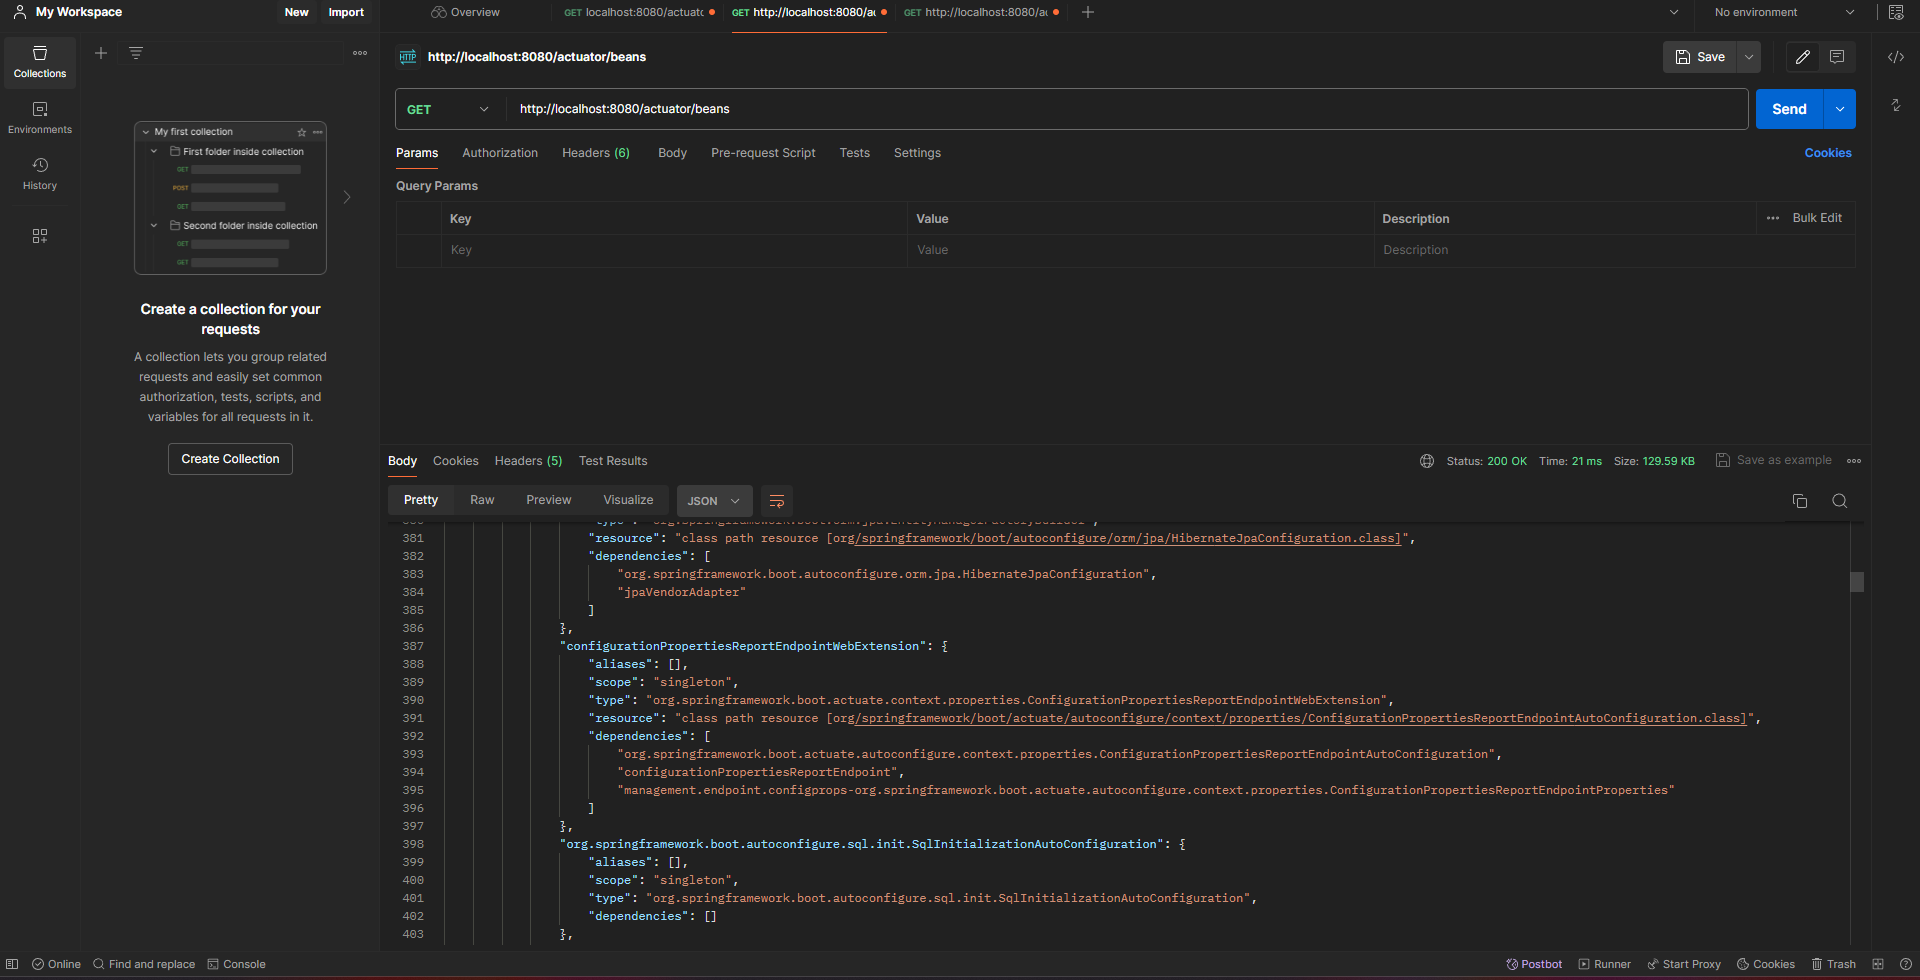 My Workspace
New
Import
Overview
GET localhost:8080/actuato
GET http://localhost:8080/ac
GET http://localhost:8080/ac
No environment
Collections
Environments
History
My first collection
First folder inside collection
GET
POST
GET
Second folder inside collection
GET
GET
Create a collection for your
requests
A collection lets you group related
requests and easily set common
authorization, tests, scripts, and
variables for all requests in it.
Create Collection
HTTP http://localhost:8080/actuator/beans
Save
GET http://localhost:8080/actuator/beans
Send
Params Authorization Headers (6) Body Pre-request Script Tests Settings
Cookies
Query Params
Key Value Description Bulk Edit
Key Value Description
Body Cookies Headers (5) Test Results
Status: 200 OK Time: 21 ms Size: 129.59 KB
Save as example
Pretty Raw Preview Visualize JSON
380 "type": "org.springframework.boot.orm.jpa.EntityManagerFactoryBuilder",
381 "resource": "class path resource [org/springframework/boot/autoconfigure/orm/jpa/HibernateJpaConfiguration.class]",
382 "dependencies": [
383 "org.springframework.boot.autoconfigure.orm.jpa.HibernateJpaConfiguration",
384 "jpaVendorAdapter"
385 ]
386 },
387 "configurationPropertiesReportEndpointWebExtension": {
388 "aliases": [],
389 "scope": "singleton",
390 "type": "org.springframework.boot.actuate.context.properties.ConfigurationPropertiesReportEndpointWebExtension",
391 "resource": "class path resource [org/springframework/boot/actuate/autoconfigure/context/properties/ConfigurationPropertiesReportEndpointAutoConfiguration.class]",
392 "dependencies": [
393 "org.springframework.boot.actuate.autoconfigure.context.properties.ConfigurationPropertiesReportEndpointAutoConfiguration",
394 "configurationPropertiesReportEndpoint",
395 "management.endpoint.configprops-org.springframework.boot.actuate.autoconfigure.context.properties.ConfigurationPropertiesReportEndpointProperties"
396 ]
397 },
398 "org.springframework.boot.autoconfigure.sql.init.SqlInitializationAutoConfiguration": {
399 "aliases": [],
400 "scope": "singleton",
401 "type": "org.springframework.boot.autoconfigure.sql.init.SqlInitializationAutoConfiguration",
402 "dependencies": []
403 },
Online Find and replace Console
Postbot Runner Start Proxy Cookies Trash